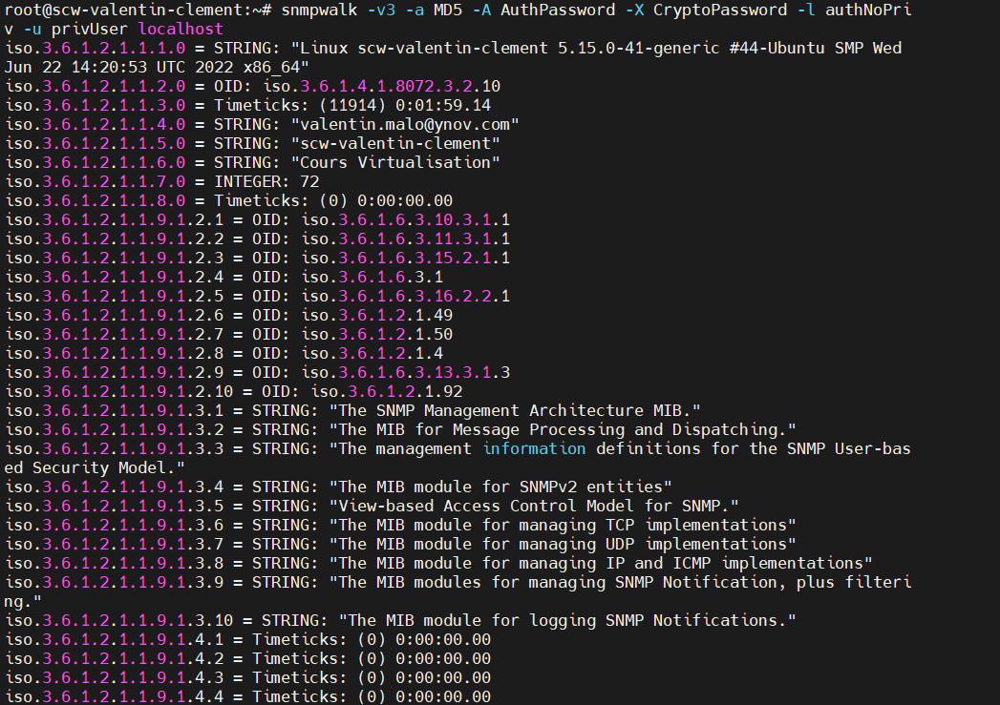 root@scw-valentin-clement:~# snmpwalk -v3 -a MD5 -A AuthPassword -X CryptoPassword -l authNoPri
v -u privUser localhost
iso.3.6.1.2.1.1.1.0 = STRING: "Linux scw-valentin-clement 5.15.0-41-generic #44-Ubuntu SMP Wed
Jun 22 14:20:53 UTC 2022 x86_64"
iso.3.6.1.2.1.1.2.0 = OID: iso.3.6.1.4.1.8072.3.2.10
iso.3.6.1.2.1.1.3.0 = Timeticks: (11914) 0:01:59.14
iso.3.6.1.2.1.1.4.0 = STRING: "valentin.malo@ynov.com"
iso.3.6.1.2.1.1.5.0 = STRING: "scw-valentin-clement"
iso.3.6.1.2.1.1.6.0 = STRING: "Cours Virtualisation"
iso.3.6.1.2.1.1.7.0 = INTEGER: 72
iso.3.6.1.2.1.1.8.0 = Timeticks: (0) 0:00:00.00
iso.3.6.1.2.1.1.9.1.2.1 = OID: iso.3.6.1.6.3.10.3.1.1
iso.3.6.1.2.1.1.9.1.2.2 = OID: iso.3.6.1.6.3.11.3.1.1
iso.3.6.1.2.1.1.9.1.2.3 = OID: iso.3.6.1.6.3.15.2.1.1
iso.3.6.1.2.1.1.9.1.2.4 = OID: iso.3.6.1.6.3.1
iso.3.6.1.2.1.1.9.1.2.5 = OID: iso.3.6.1.6.3.16.2.2.1
iso.3.6.1.2.1.1.9.1.2.6 = OID: iso.3.6.1.2.1.49
iso.3.6.1.2.1.1.9.1.2.7 = OID: iso.3.6.1.2.1.50
iso.3.6.1.2.1.1.9.1.2.8 = OID: iso.3.6.1.2.1.4
iso.3.6.1.2.1.1.9.1.2.9 = OID: iso.3.6.1.6.3.13.3.1.3
iso.3.6.1.2.1.1.9.1.2.10 = OID: iso.3.6.1.2.1.92
iso.3.6.1.2.1.1.9.1.3.1 = STRING: "The SNMP Management Architecture MIB."
iso.3.6.1.2.1.1.9.1.3.2 = STRING: "The MIB for Message Processing and Dispatching."
iso.3.6.1.2.1.1.9.1.3.3 = STRING: "The management information definitions for the SNMP User-bas
ed Security Model."
iso.3.6.1.2.1.1.9.1.3.4 = STRING: "The MIB module for SNMPv2 entities"
iso.3.6.1.2.1.1.9.1.3.5 = STRING: "View-based Access Control Model for SNMP."
iso.3.6.1.2.1.1.9.1.3.6 = STRING: "The MIB module for managing TCP implementations"
iso.3.6.1.2.1.1.9.1.3.7 = STRING: "The MIB module for managing UDP implementations"
iso.3.6.1.2.1.1.9.1.3.8 = STRING: "The MIB module for managing IP and ICMP implementations"
iso.3.6.1.2.1.1.9.1.3.9 = STRING: "The MIB modules for managing SNMP Notification, plus filteri
ng."
iso.3.6.1.2.1.1.9.1.3.10 = STRING: "The MIB module for logging SNMP Notifications."
iso.3.6.1.2.1.1.9.1.4.1 = Timeticks: (0) 0:00:00.00
iso.3.6.1.2.1.1.9.1.4.2 = Timeticks: (0) 0:00:00.00
iso.3.6.1.2.1.1.9.1.4.3 = Timeticks: (0) 0:00:00.00
iso.3.6.1.2.1.1.9.1.4.4 = Timeticks: (0) 0:00:00.00